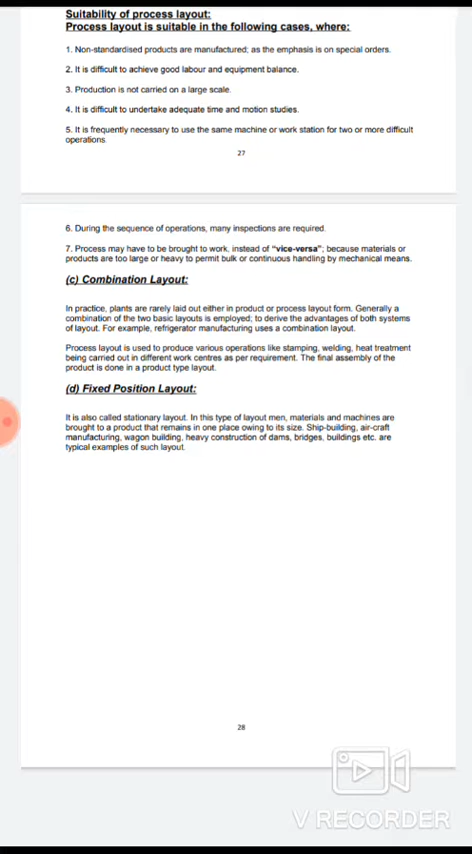 Suitability of process layout:
Process layout is suitable in the following cases, where:
1. Non-standardised products are manufactured; as the emphasis is on special orders.
2. It is difficult to achieve good labour and equipment balance.
3. Production is not carried on a large scale.
4. It is difficult to undertake adequate time and motion studies.
5. It is frequently necessary to use the same machine or work station for two or more difficult
operations.
27
6. During the sequence of operations, many inspections are required.
7. Process may have to be brought to work, instead of "vice-versa"; because materials or
products are too large or heavy to permit bulk or continuous handling by mechanical means.
(c) Combination Layout:
In practice, plants are rarely laid out either in product or process layout form. Generally a
combination of the two basic layouts is employed; to derive the advantages of both systems
of layout. For example, refrigerator manufacturing uses a combination layout.
Process layout is used to produce various operations like stamping, welding, heat treatment
being carried out in different work centres as per requirement. The final assembly of the
product is done in a product type layout.
(d) Fixed Position Layout:
It is also called stationary layout. In this type of layout men, materials and machines are
brought to a product that remains in one place owing to its size. Ship-building, air-craft
manufacturing, wagon building, heavy construction of dams, bridges, buildings etc. are
typical examples of such layout.
28
V RECORDER